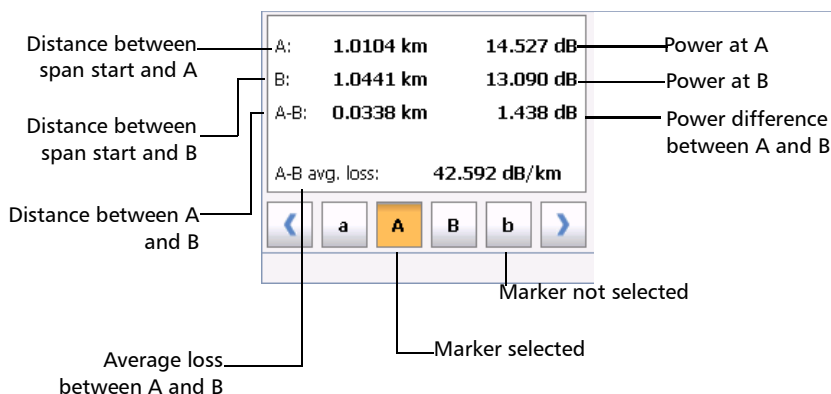 Distance between
span start and A
A: 1.0104 km 14.527 dB
Power at A
B: 1.0441 km 13.090 dB
Power at B
Distance between
span start and B
A-B: 0.0338 km 1.438 dB
Power difference
between A and B
A-B avg. loss: 42.592 dB/km
Distance between A
and B
a A B b
Marker not selected
Marker selected
Average loss
between A and B